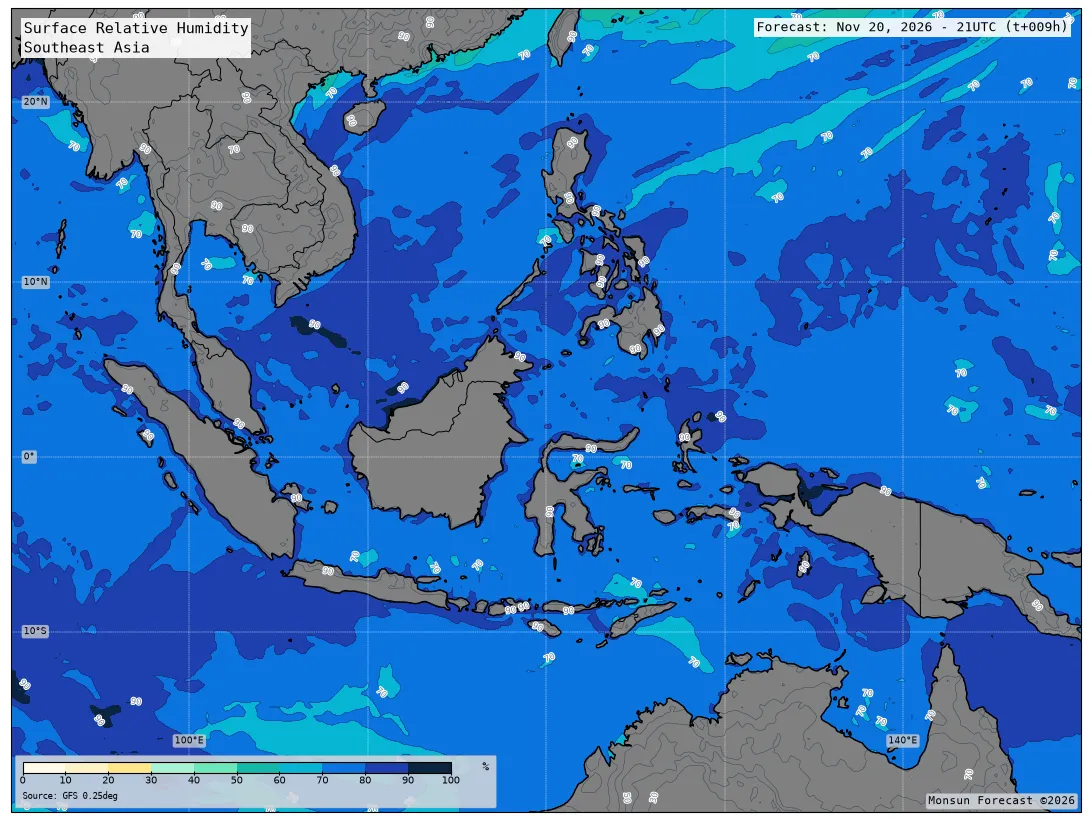 Surface Relative Humidity
Southeast Asia
Forecast: Nov 20, 2026 - 21UTC (t+009h)
20°N
10°N
0°
10°S
100°E
140°E
%
0 10 20 30 40 50 60 70 80 90 100
Source: GFS 0.25deg
Monsun Forecast ©2026